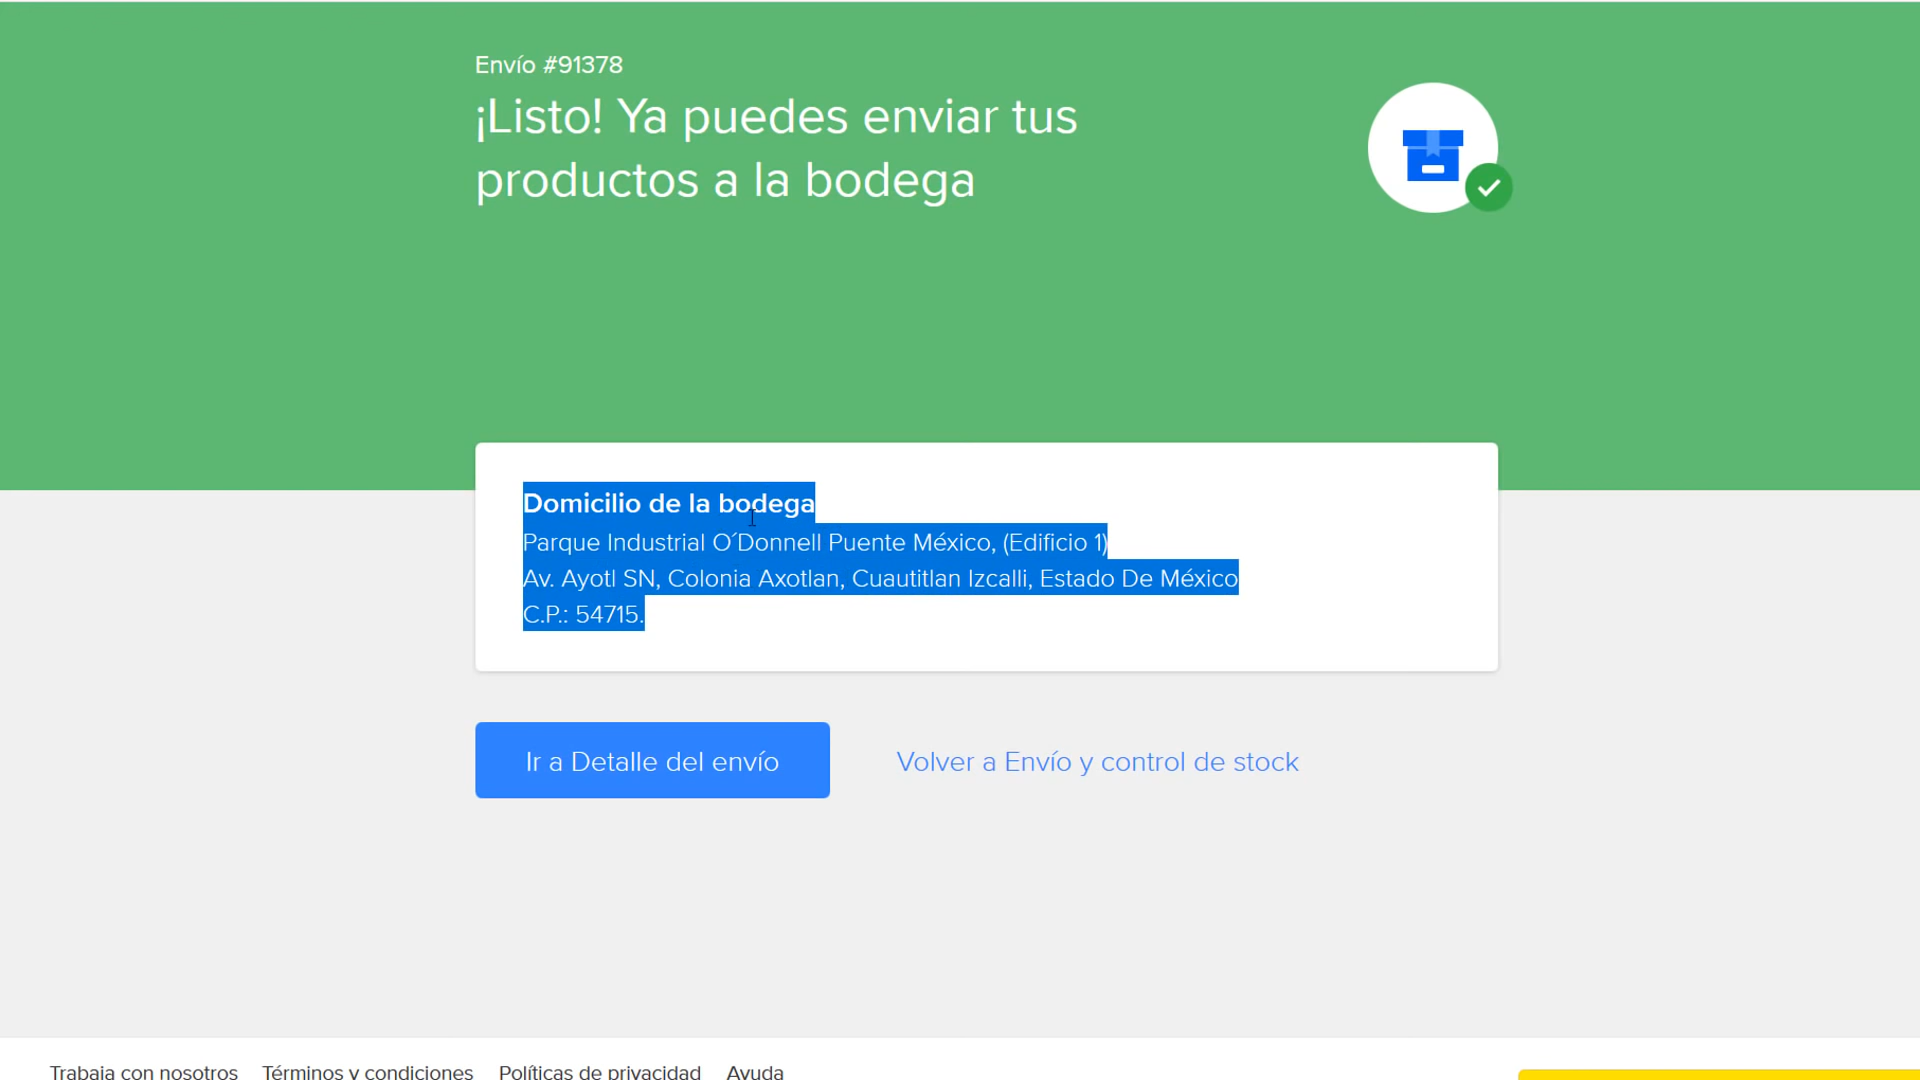 Envío #91378
¡Listo! Ya puedes enviar tus
productos a la bodega
Domicilio de la bodega
Parque Industrial O´Donnell Puente México, (Edificio 1)
Av. Ayotl SN, Colonia Axotlan, Cuautitlan Izcalli, Estado De México
C.P.: 54715.
Ir a Detalle del envío
Volver a Envío y control de stock
Trabaja con nosotros Términos y condiciones Políticas de privacidad Ayuda